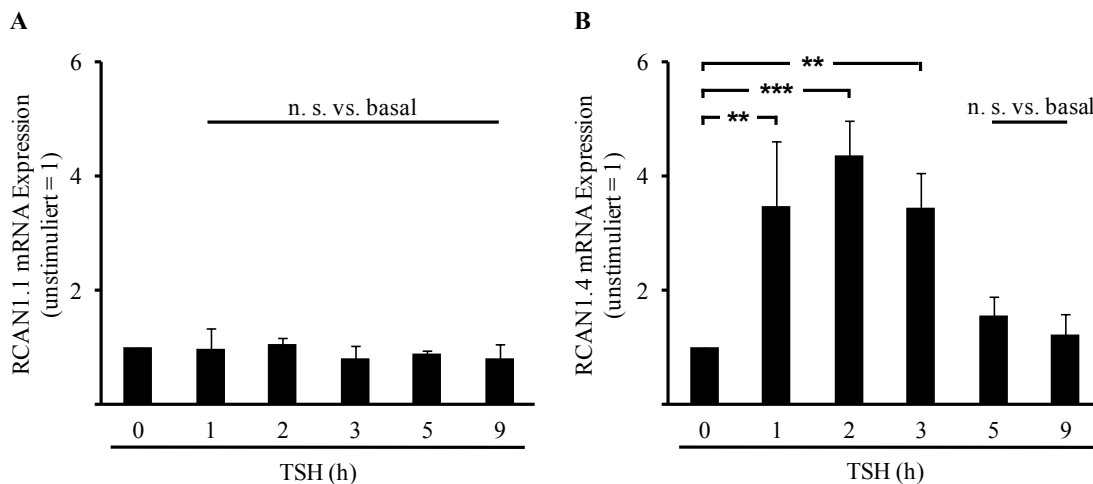 A
RCAN1.1 mRNA Expression
(unstimuliert = 1)
6
4
2
n. s. vs. basal
0 1 2 3 5 9
TSH (h)
B
RCAN1.4 mRNA Expression
(unstimuliert = 1)
6
4
2
**
***
**
n. s. vs. basal
0 1 2 3 5 9
TSH (h)